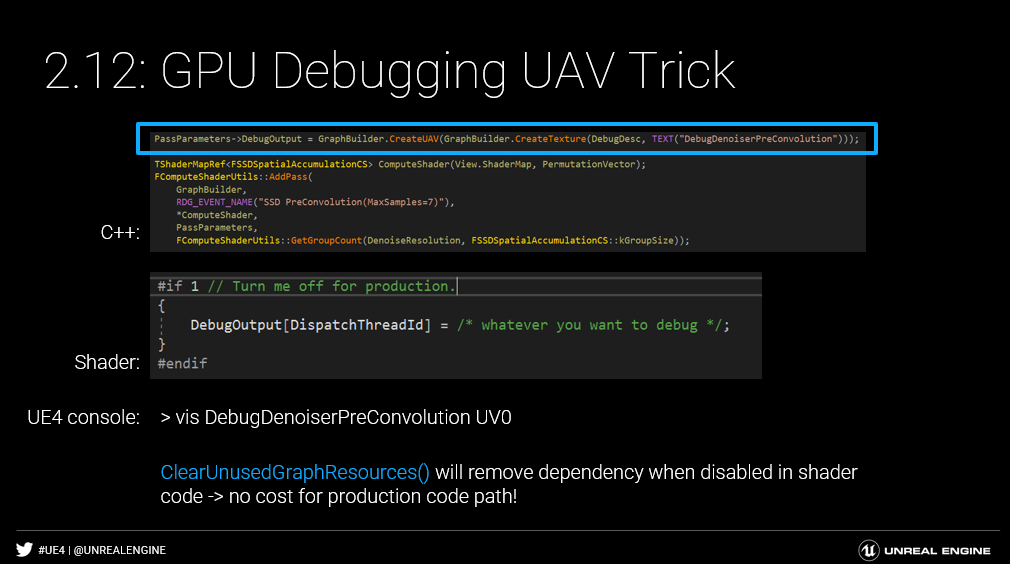 2.12: GPU Debugging UAV Trick
PassParameters->DebugOutput = GraphBuilder.CreateUAV(GraphBuilder.CreateTexture(DebugDesc, TEXT("DebugDenoiserPreConvolution")));
TShaderMapRef<FSSDSpatialAccumulationCS> ComputeShader(View.ShaderMap, PermutationVector);
FComputeShaderUtils::AddPass(
GraphBuilder,
RDG_EVENT_NAME("SSD PreConvolution(MaxSamples=7)"),
*ComputeShader,
PassParameters,
FComputeShaderUtils::GetGroupCount(DenoiseResolution, FSSDSpatialAccumulationCS::kGroupSize));
C++:
#if 1 // Turn me off for production.
{
DebugOutput[DispatchThreadId] = /* whatever you want to debug */;
}
#endif
Shader:
UE4 console: > vis DebugDenoiserPreConvolution UV0
ClearUnusedGraphResources() will remove dependency when disabled in shader
code -> no cost for production code path!
#UE4 | @UNREALENGINE
UNREAL ENGINE